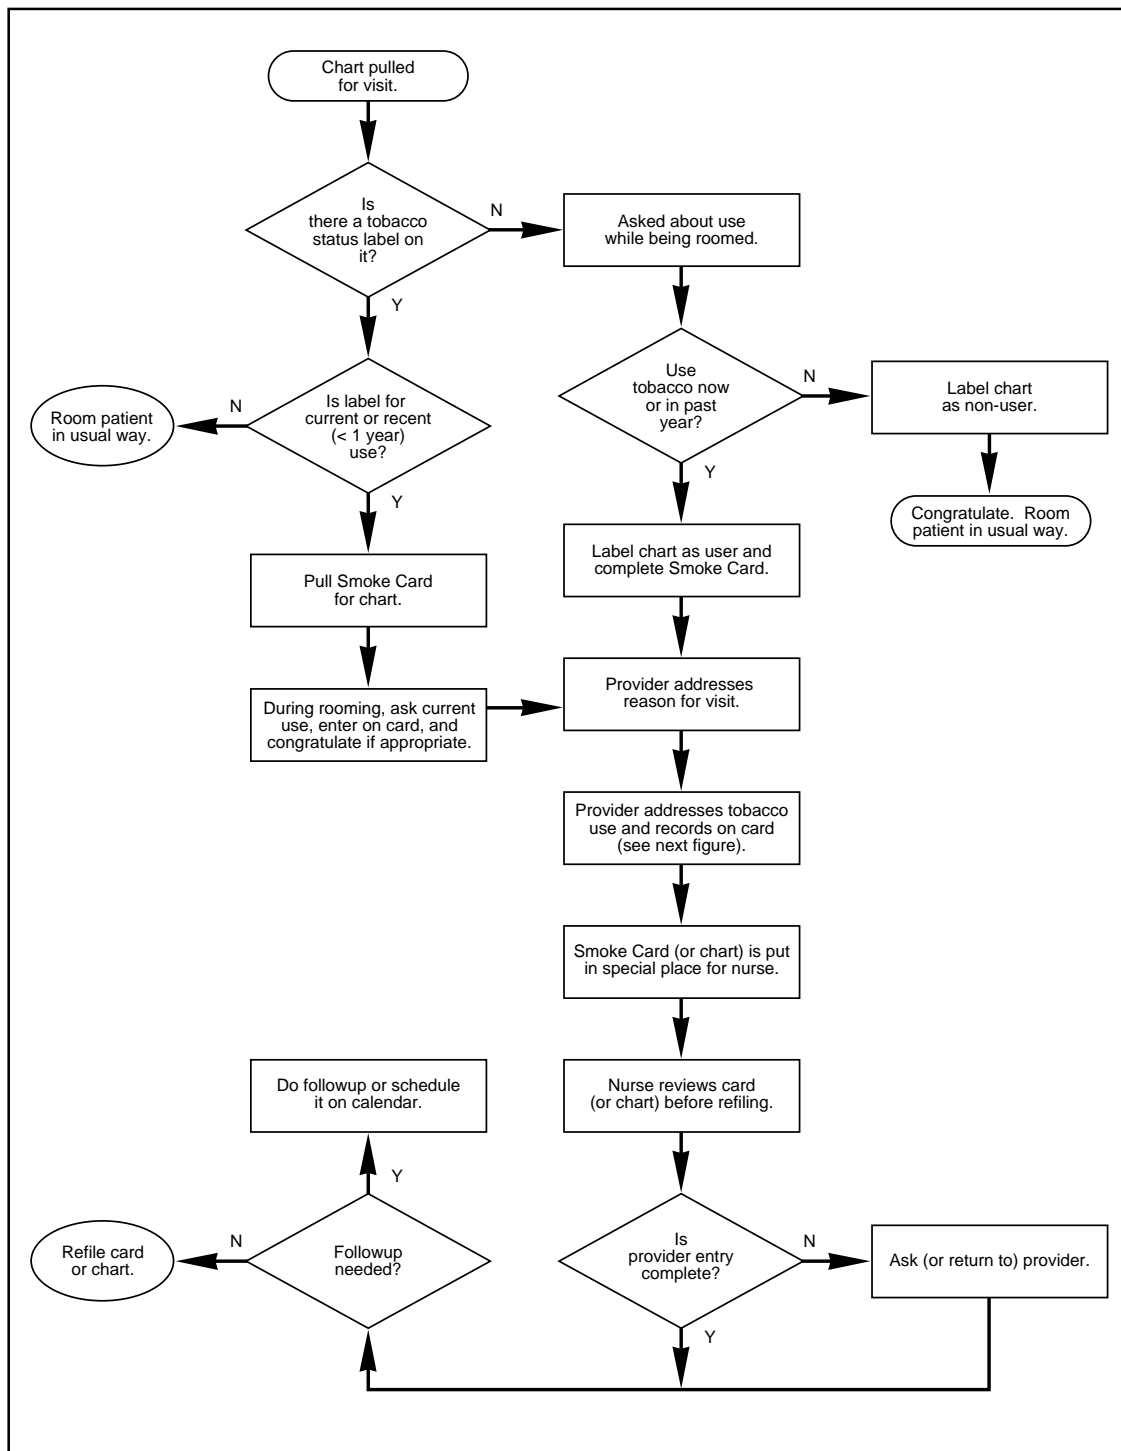 Chart pulled
for visit.
Is
there a tobacco
status label on
it?
N
Asked about use
while being roomed.
Y
Use
tobacco now
or in past
year?
N
Label chart
as non-user.
Room patient
in usual way.
N
Is label for
current or recent
(< 1 year)
use?
Y
Y
Congratulate. Room
patient in usual way.
Label chart as user and
complete Smoke Card.
Pull Smoke Card
for chart.
Provider addresses
reason for visit.
During rooming, ask current
use, enter on card, and
congratulate if appropriate.
Provider addresses tobacco
use and records on card
(see next figure).
Smoke Card (or chart) is put
in special place for nurse.
Do followup or schedule
it on calendar.
Nurse reviews card
(or chart) before refiling.
Y
Refile card
or chart.
N
Followup
needed?
Is
provider entry
complete?
N
Ask (or return to) provider.
Y